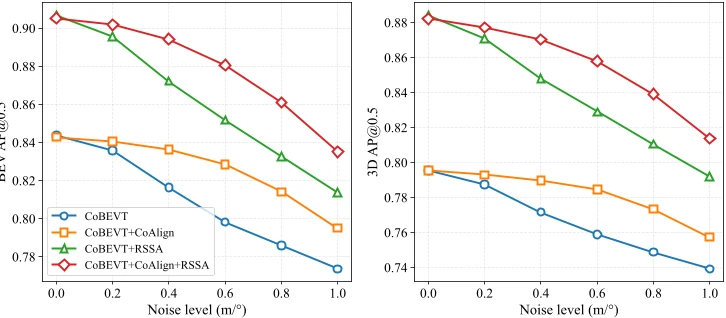 BEV AP@0.5
0.90
0.88
0.86
0.84
0.82
0.80
0.78
CoBEVT
CoBEVT+CoAlign
CoBEVT+RSSA
CoBEVT+CoAlign+RSSA
0.0 0.2 0.4 0.6 0.8 1.0
Noise level (m/°)
3D AP@0.5
0.88
0.86
0.84
0.82
0.80
0.78
0.76
0.74
0.0 0.2 0.4 0.6 0.8 1.0
Noise level (m/°)